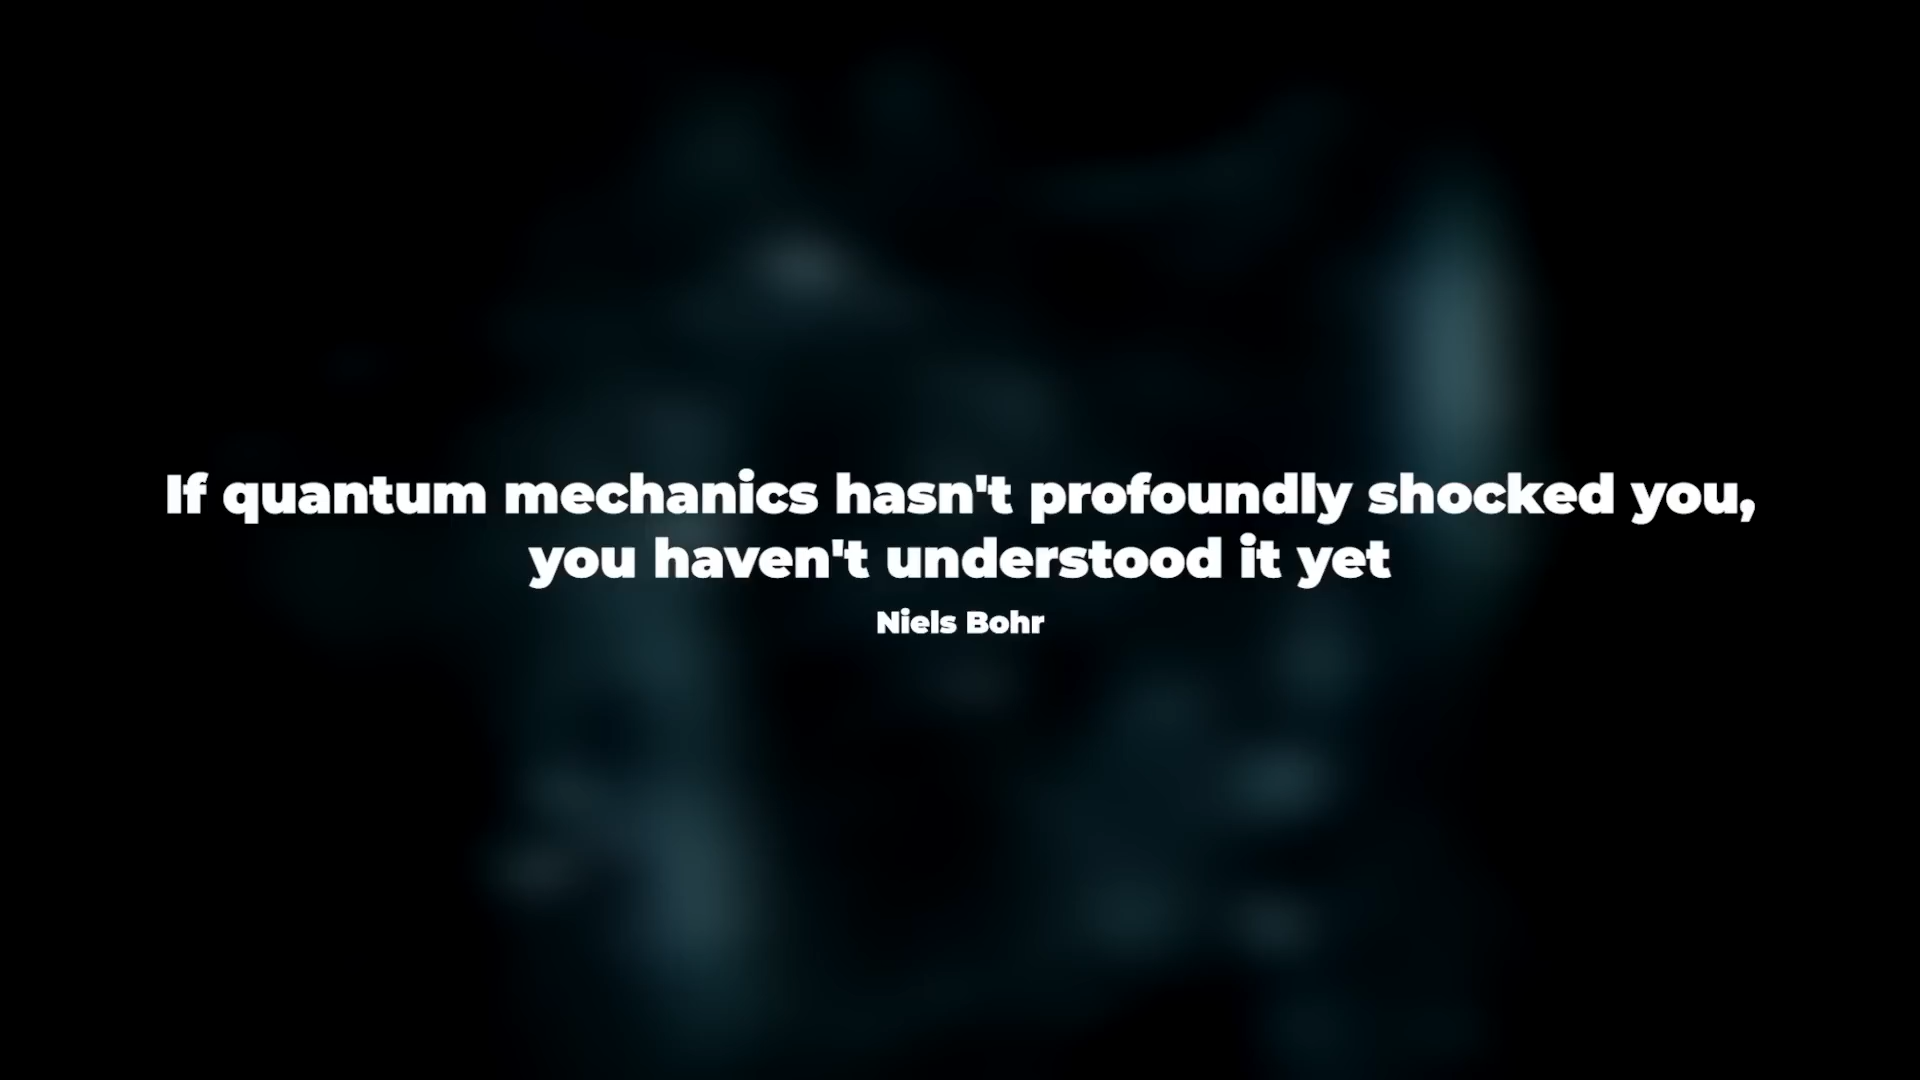 If quantum mechanics hasn't profoundly shocked you,
you haven't understood it yet
Niels Bohr